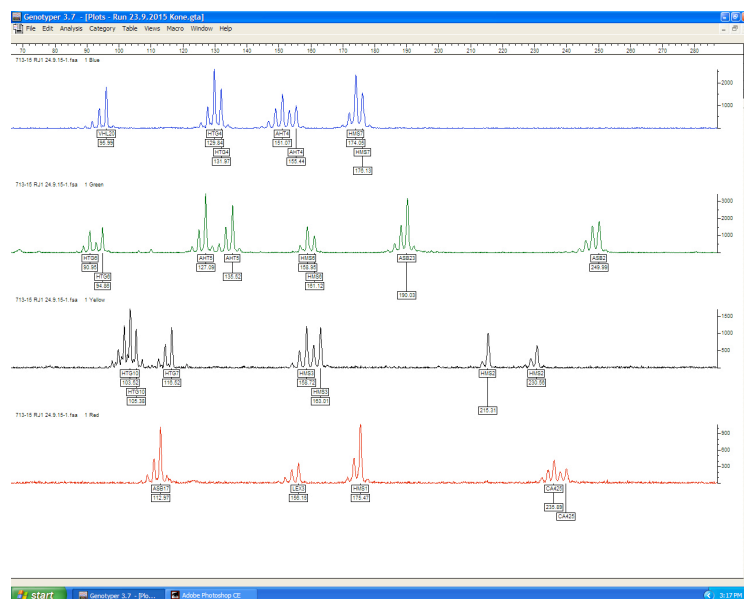 Genotyper 3.7 - [Plots - Run 23.9.2015 Kone.gta]
File Edit Analysis Category Table Views Macro Window Help
70 80 90 100 110 120 130 140 150 160 170 180 190 200 210 220 230 240 250 260 270 280
713-15 RJ1 24.9.15-1.fsa 1 Blue
2000
1000
VHL20 HTG4 AHT4 HMS7
95.99 129.84 151.07 174.05
HTG4 AHT4 HMS7
131.97 155.44 176.13
713-15 RJ1 24.9.15-1.fsa 1 Green
3000
2000
1000
HTG6 AHT5 AHT5 HMS6 ASB23 ASB2
90.95 127.09 135.52 158.95 190.03 249.89
HTG6 HMS6
94.86 161.12
713-15 RJ1 24.9.15-1.fsa 1 Yellow
1500
1000
500
HTG10 HTG7 HMS3 HMS2 HMS2
103.52 116.52 158.72 215.31 230.55
HTG10 HMS3
105.38 163.01
713-15 RJ1 24.9.15-1.fsa 1 Red
900
600
300
ASB17 LEX3 HMS1 CA425
112.97 156.15 175.47 235.89
CA425
start Genotyper 3.7 - [Plo... Adobe Photoshop CE 3:17 PM